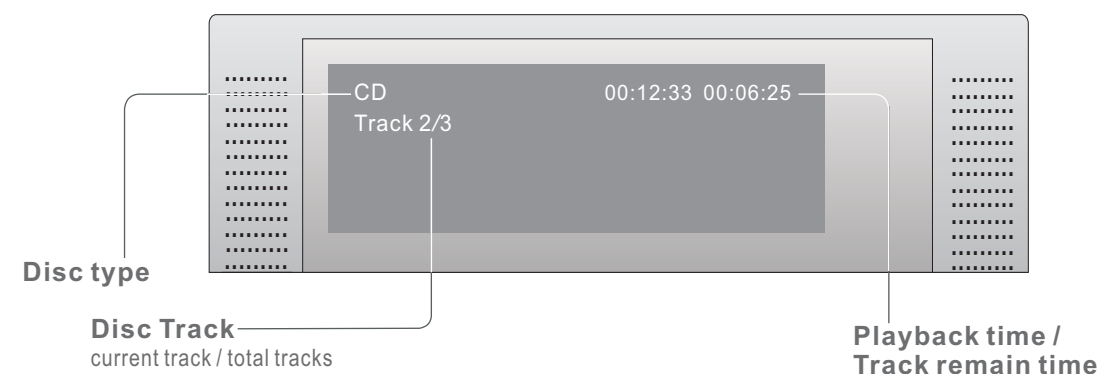 CD 00:12:33 00:06:25
Track 2/3
Disc type
Disc Track
current track / total tracks
Playback time /
Track remain time